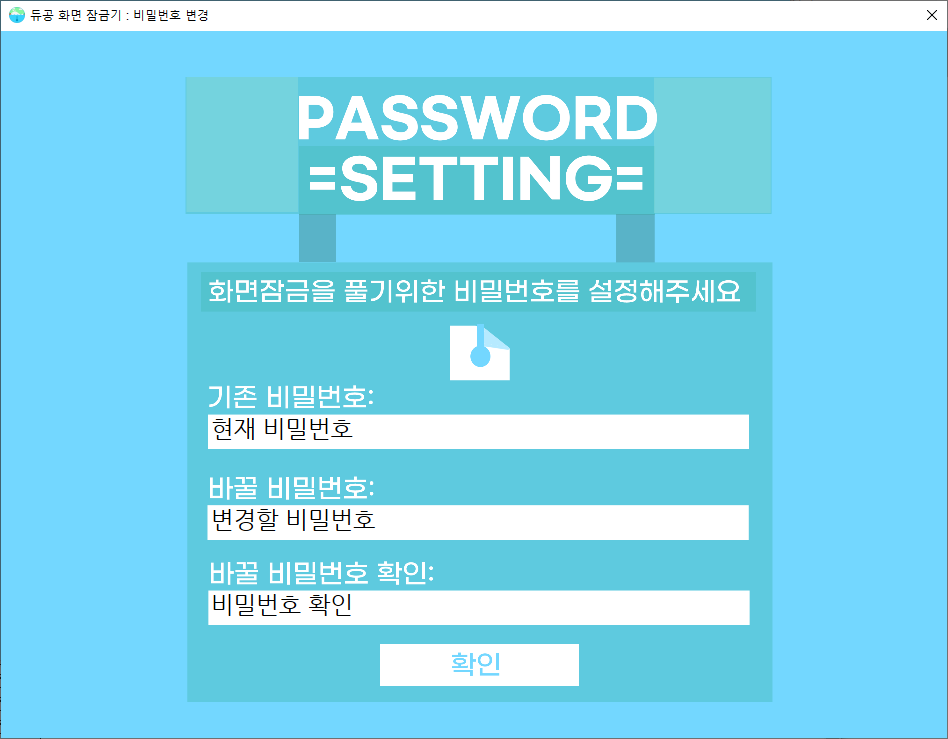 듀공 화면 잠금기 : 비밀번호 변경
PASSWORD
=SETTING=
화면잠금을 풀기위한 비밀번호를 설정해주세요
기존 비밀번호:
현재 비밀번호
바꿀 비밀번호:
변경할 비밀번호
바꿀 비밀번호 확인:
비밀번호 확인
확인